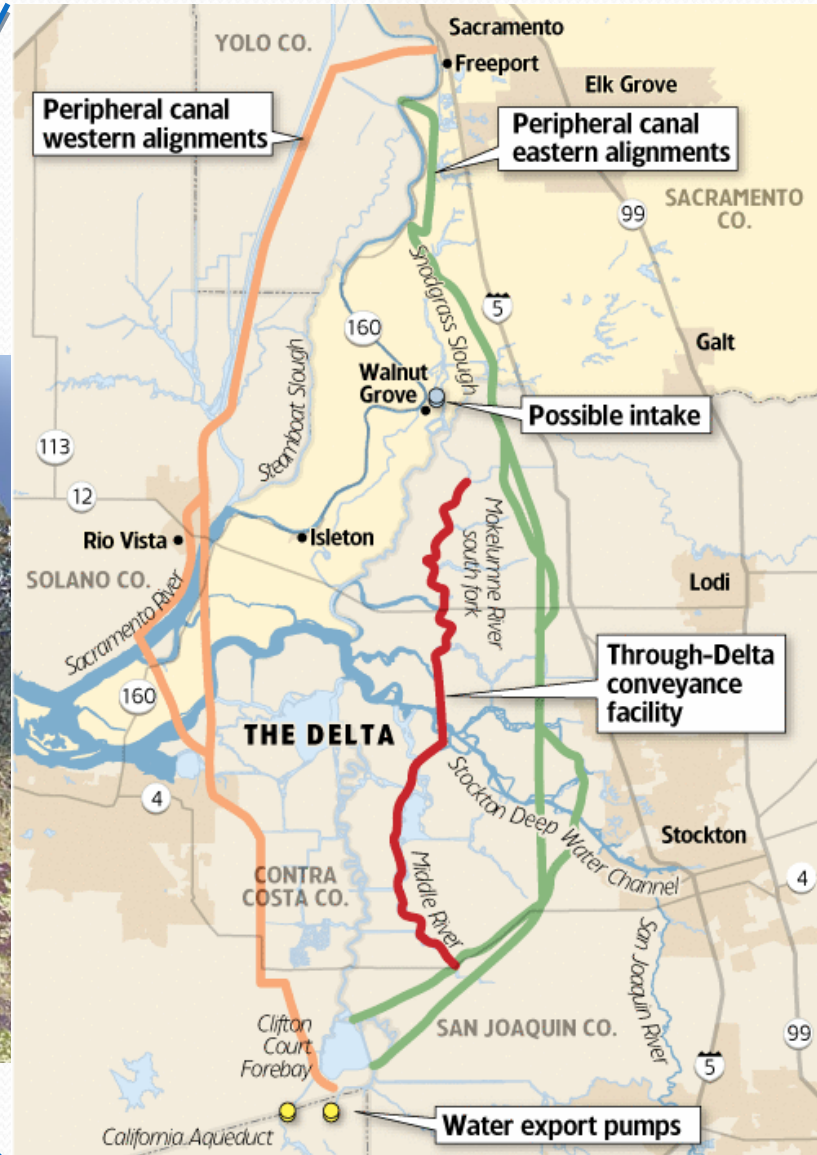 Sacramento
YOLO CO.
Freeport
Elk Grove
Peripheral canal
western alignments
Peripheral canal
eastern alignments
SACRAMENTO
CO.
99
Snodgrass Slough
5
160
Galt
Steamboat Slough
Walnut
Grove
Possible intake
113
12
Mokelumne River
south fork
Rio Vista
Isleton
SOLANO CO.
Lodi
Sacramento River
Through-Delta
conveyance
facility
160
THE DELTA
4
Stockton Deep Water Channel
Stockton
CONTRA
COSTA CO.
Middle River
4
San Joaquin River
Clifton
Court
Forebay
SAN JOAQUIN CO.
99
5
Water export pumps
California Aqueduct